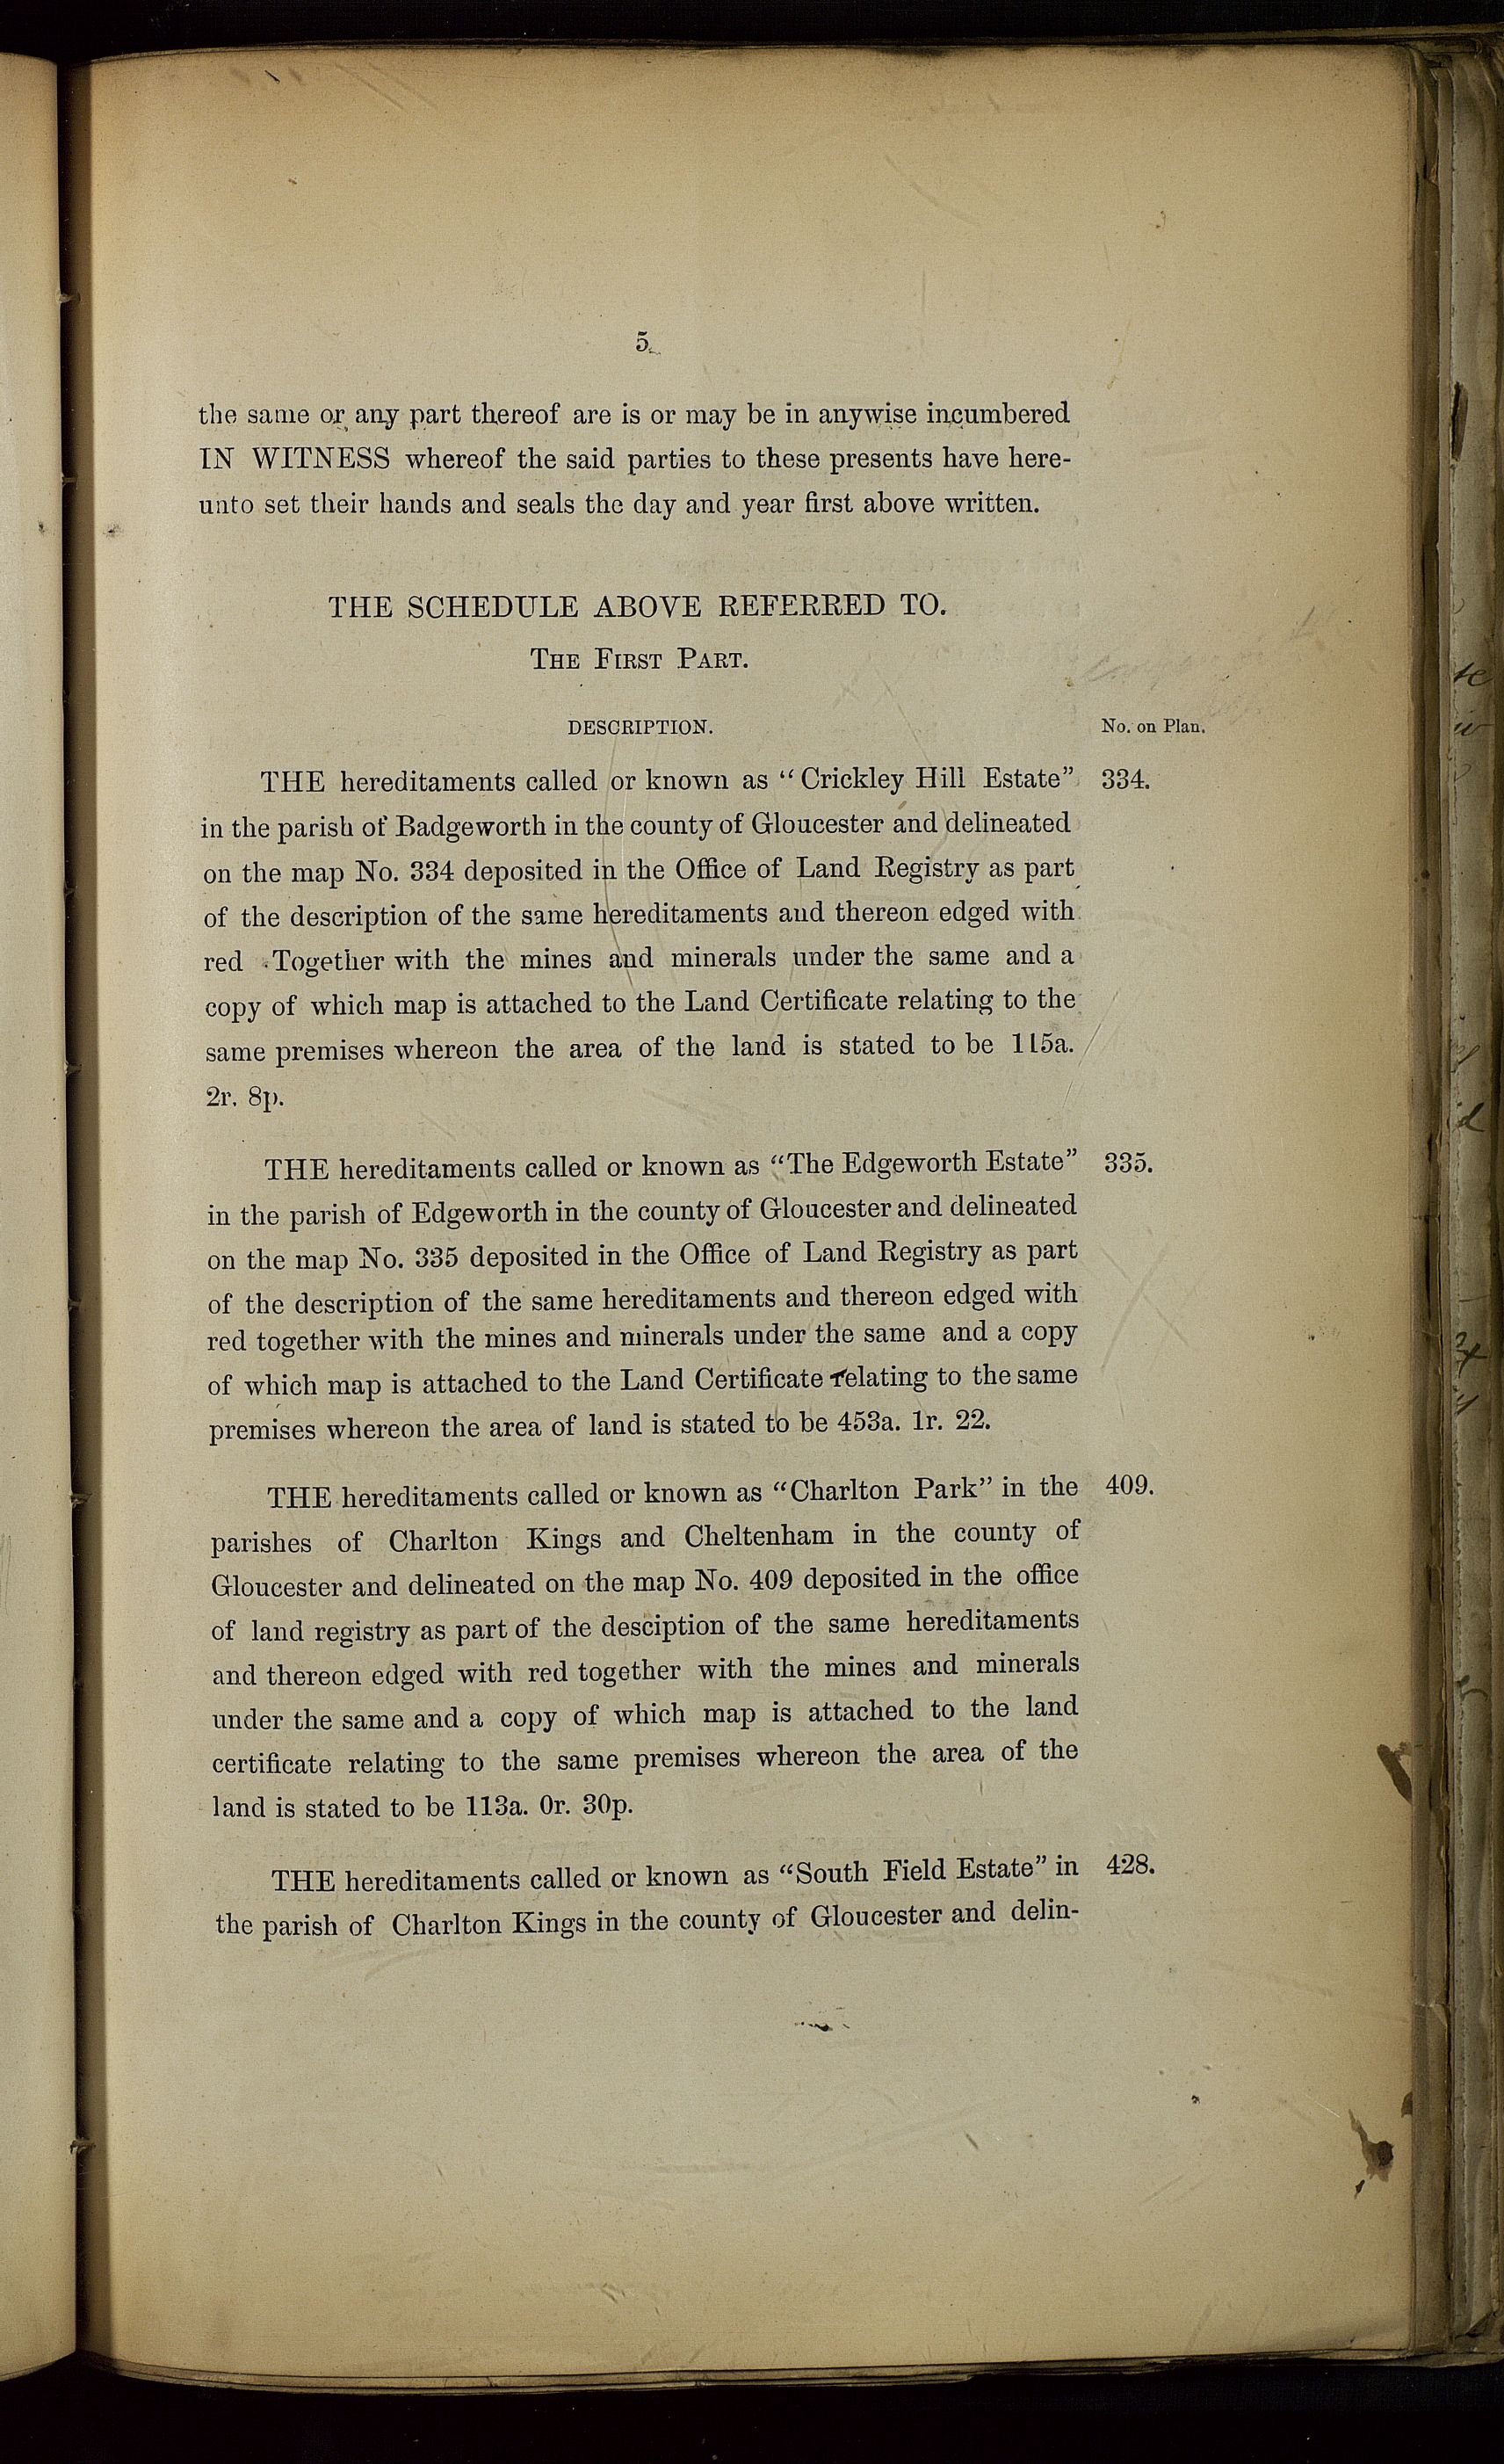 5.
the same or any part thereof are is or may be in anywise incumbered
IN WITNESS whereof the said parties to these presents have here-
unto set their hands and seals the day and year first above written.
THE SCHEDULE ABOVE REFERRED TO.
THE FIRST PART.
DESCRIPTION. No. on Plan.
THE hereditaments called or known as “Crickley Hill Estate” 334.
in the parish of Badgeworth in the county of Gloucester and delineated
on the map No. 334 deposited in the Office of Land Registry as part
of the description of the same hereditaments and thereon edged with
red Together with the mines and minerals under the same and a
copy of which map is attached to the Land Certificate relating to the
same premises whereon the area of the land is stated to be 115a.
2r. 8p.
THE hereditaments called or known as “The Edgeworth Estate” 335.
in the parish of Edgeworth in the county of Gloucester and delineated
on the map No. 335 deposited in the Office of Land Registry as part
of the description of the same hereditaments and thereon edged with
red together with the mines and minerals under the same and a copy
of which map is attached to the Land Certificate relating to the same
premises whereon the area of land is stated to be 453a. 1r. 22.
THE hereditaments called or known as “Charlton Park” in the 409.
parishes of Charlton Kings and Cheltenham in the county of
Gloucester and delineated on the map No. 409 deposited in the office
of land registry as part of the desciption of the same hereditaments
and thereon edged with red together with the mines and minerals
under the same and a copy of which map is attached to the land
certificate relating to the same premises whereon the area of the
land is stated to be 113a. 0r. 30p.
THE hereditaments called or known as “South Field Estate” in 428.
the parish of Charlton Kings in the county of Gloucester and delin-